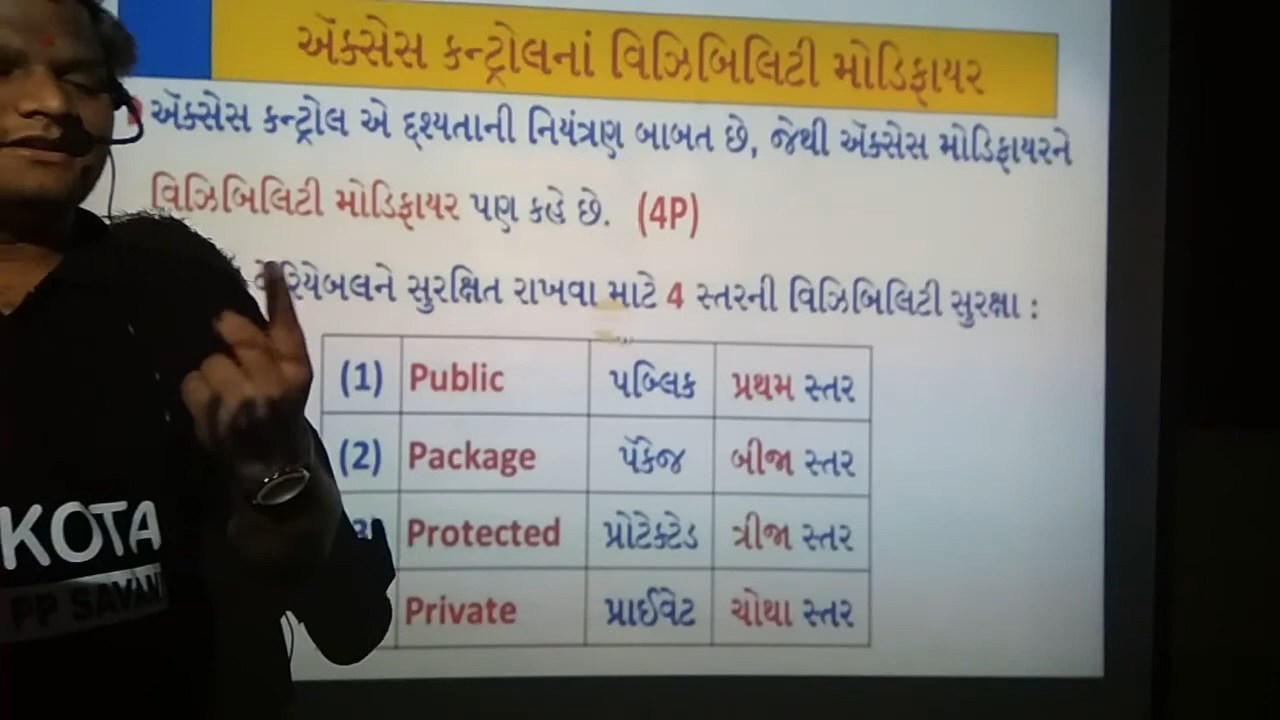 ઍક્સેસ કન્ટ્રોલનાં વિઝિબિલિટી મોડિફાયર
ઍક્સેસ કન્ટ્રોલ એ દૃશ્યતાની નિયંત્રણ બાબત છે, જેથી ઍક્સેસ મોડિફાયરને
વિઝિબિલિટી મોડિફાયર પણ કહે છે. (4P)
સુરક્ષિત રાખવા માટે 4 સ્તરની વિઝિબિલિટી સુરક્ષા :
(1) Public પબ્લિક પ્રથમ સ્તર
(2) Package પૅકેજ બીજા સ્તર
Protected પ્રોટેક્ટેડ ત્રીજા સ્તર
Private પ્રાઈવેટ ચોથા સ્તર
KOTA
PP SAVANI